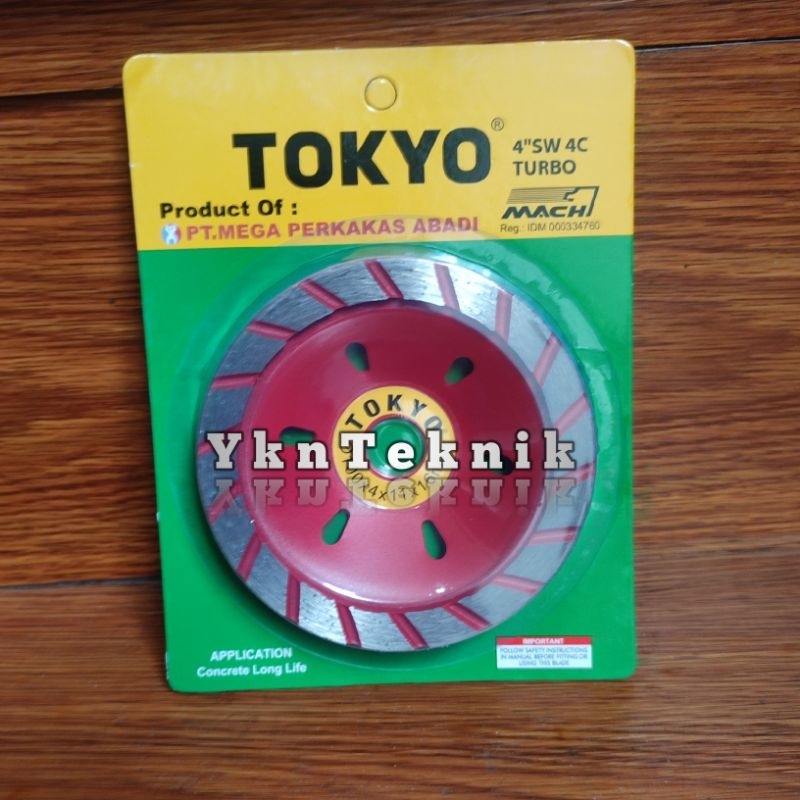 TOKYO®
4"SW 4C
TURBO
Product Of :
PT.MEGA PERKAKAS ABADI
MACH1
Reg.: IDM 000334760
TOKYO
YknTeknik
APPLICATION
Concrete Long Life
IMPORTANT
FOLLOW SAFETY INSTRUCTIONS
IN MANUAL BEFORE FITTING OR
USING THIS BLADE